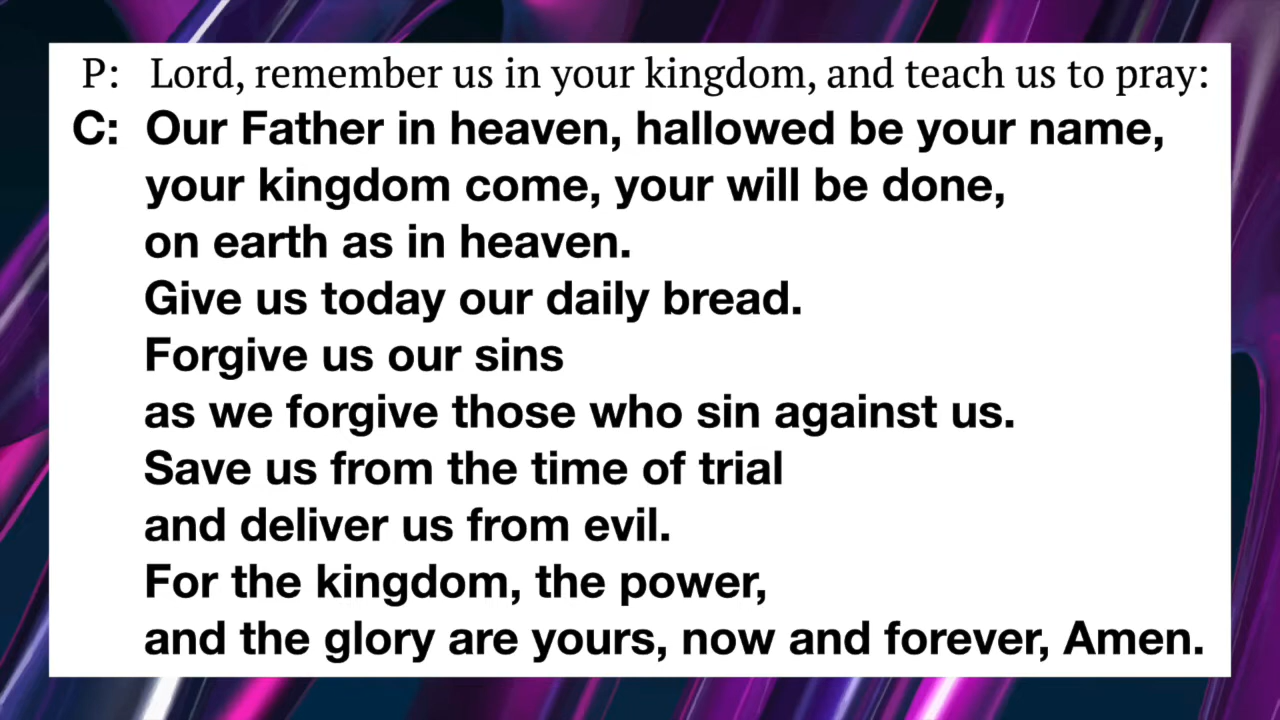 P: Lord, remember us in your kingdom, and teach us to pray:
C: Our Father in heaven, hallowed be your name,
your kingdom come, your will be done,
on earth as in heaven.
Give us today our daily bread.
Forgive us our sins
as we forgive those who sin against us.
Save us from the time of trial
and deliver us from evil.
For the kingdom, the power,
and the glory are yours, now and forever, Amen.